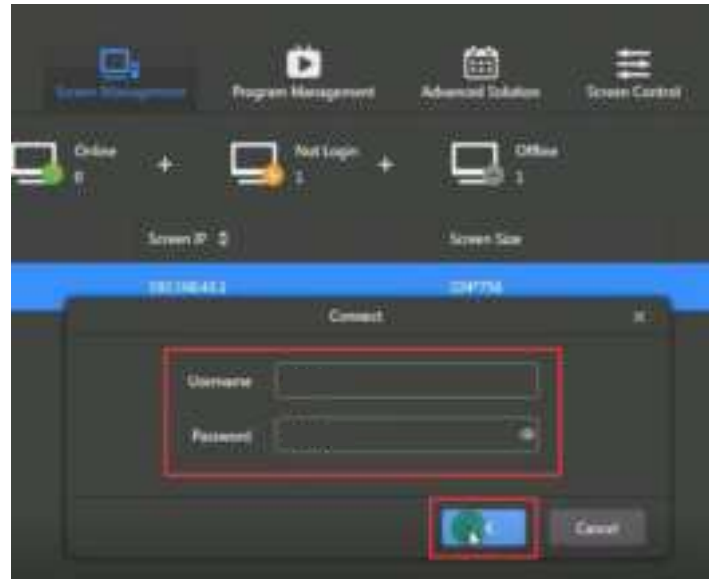 Screen Management
Program Management
Advanced Solution
Screen Control
Online
0
+
Not Login
1
+
Offline
1
Screen IP
Screen Size
Connect
Username
Password
Cancel